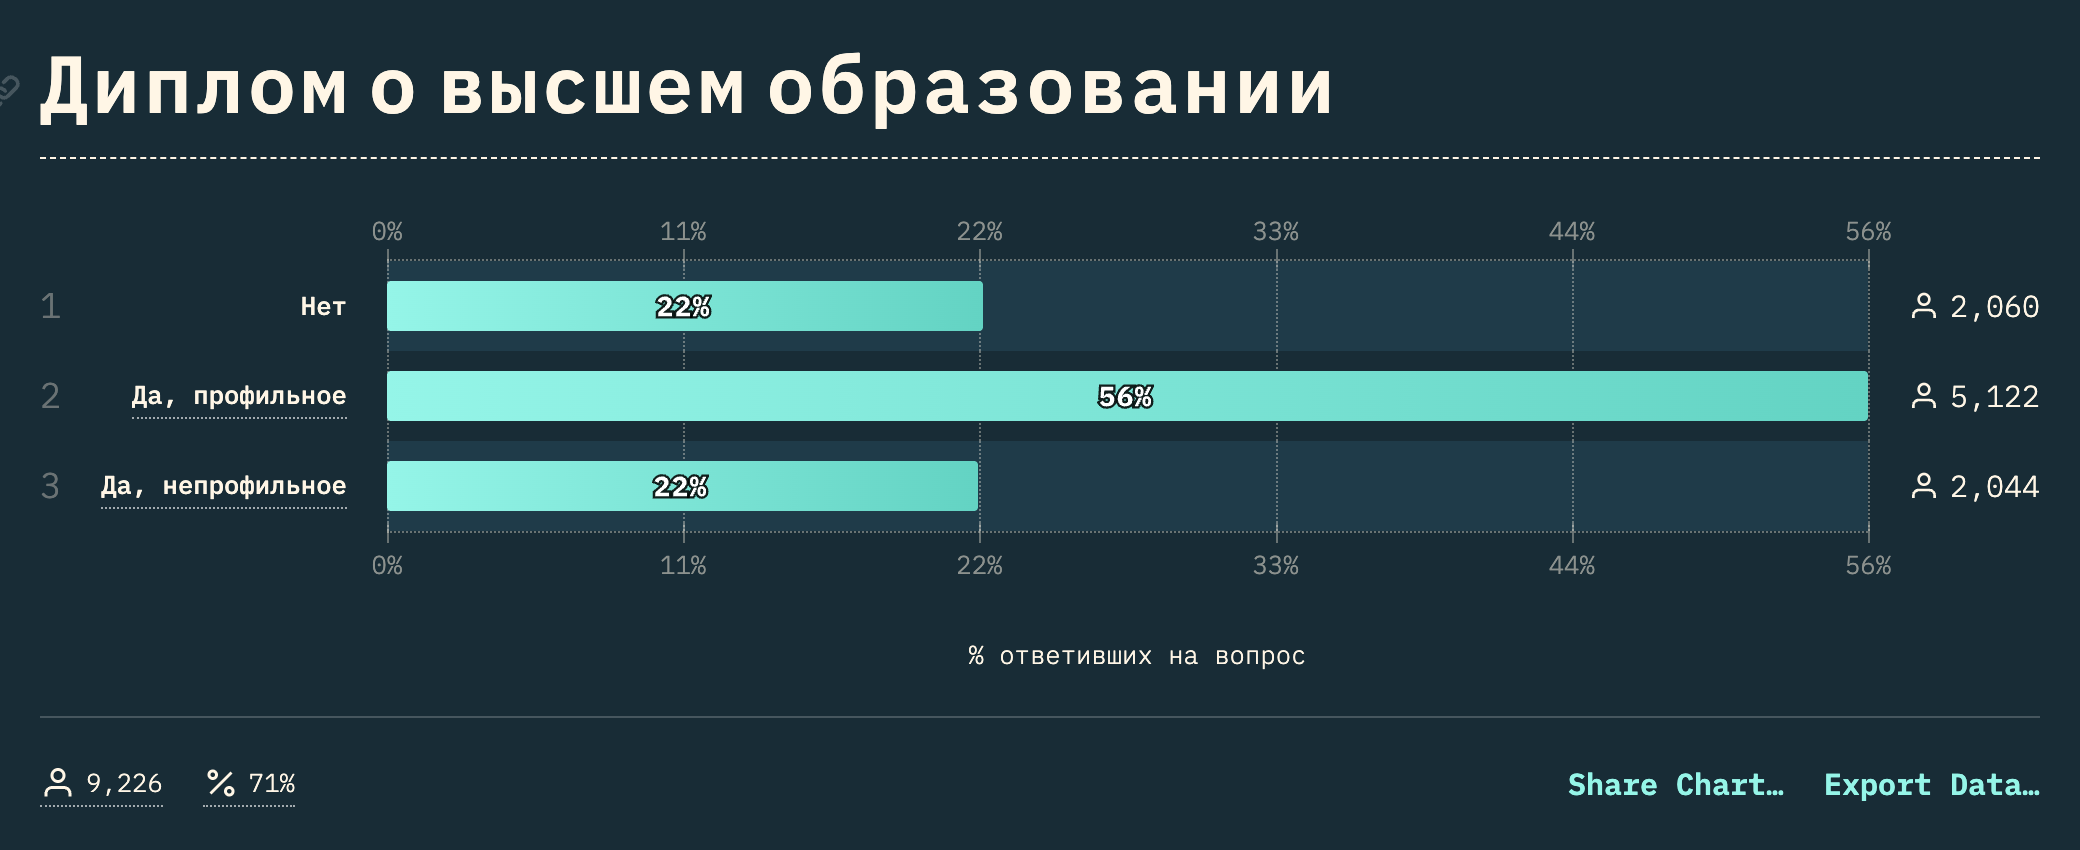 Диплом о высшем образовании
0% 11% 22% 33% 44% 56%
1 Нет 22% 2,060
2 Да, профильное 56% 5,122
3 Да, непрофильное 22% 2,044
0% 11% 22% 33% 44% 56%
% ответивших на вопрос
9,226 71% Share Chart… Export Data…